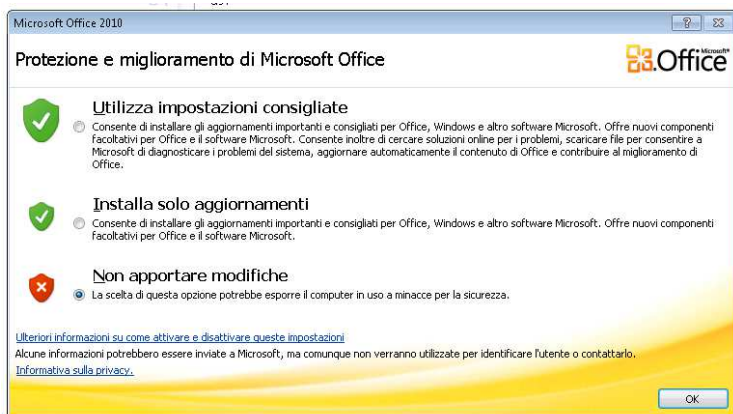 Microsoft Office 2010
Protezione e miglioramento di Microsoft Office
Microsoft®
Office
Utilizza impostazioni consigliate
Consente di installare gli aggiornamenti importanti e consigliati per Office, Windows e altro software Microsoft. Offre nuovi componenti
facoltativi per Office e il software Microsoft. Consente inoltre di cercare soluzioni online per i problemi, scaricare file per consentire a
Microsoft di diagnosticare i problemi del sistema, aggiornare automaticamente il contenuto di Office e contribuire al miglioramento di
Office.
Installa solo aggiornamenti
Consente di installare gli aggiornamenti importanti e consigliati per Office, Windows e altro software Microsoft. Offre nuovi componenti
facoltativi per Office e il software Microsoft.
Non apportare modifiche
La scelta di questa opzione potrebbe esporre il computer in uso a minacce per la sicurezza.
Ulteriori informazioni su come attivare e disattivare queste impostazioni
Alcune informazioni potrebbero essere inviate a Microsoft, ma comunque non verranno utilizzate per identificare l'utente o contattarlo.
Informativa sulla privacy.
OK